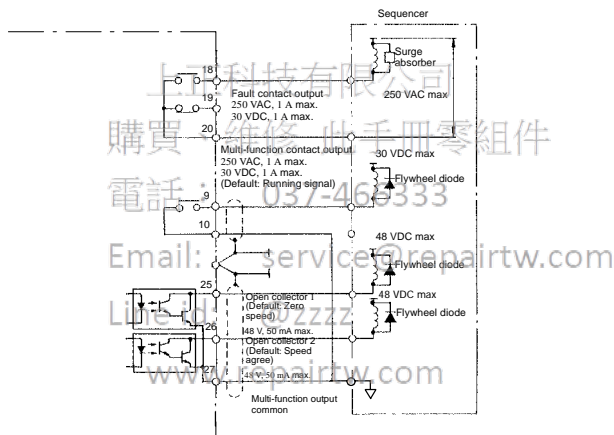 Sequencer
18
Surge
absorber
上正科技有限公司
Fault contact output
250 VAC, 1 A max.
30 VDC, 1 A max.
19
250 VAC max
20
購買、維修 此手冊零組件
Multi-function contact output
250 VAC, 1 A max.
30 VDC, 1 A max.
(Default: Running signal)
30 VDC max
Flywheel diode
電話: 037-466333
9
10
48 VDC max
Email: service@repairtw.com
Flywheel diode
25
48 VDC max
Open collector 1
(Default: Zero
speed)
Flywheel diode
Line id: @zzzz
26
48 V, 50 mA max.
Open collector 2
(Default: Speed
agree)
www.repairtw.com
27
48 V, 50 mA max.
Multi-function output
common